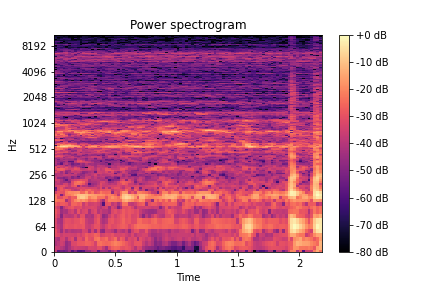 Power spectrogram
8192
4096
2048
1024
512
256
128
64
0
Hz
0
0.5
1
1.5
2
Time
+0 dB
-10 dB
-20 dB
-30 dB
-40 dB
-50 dB
-60 dB
-70 dB
-80 dB